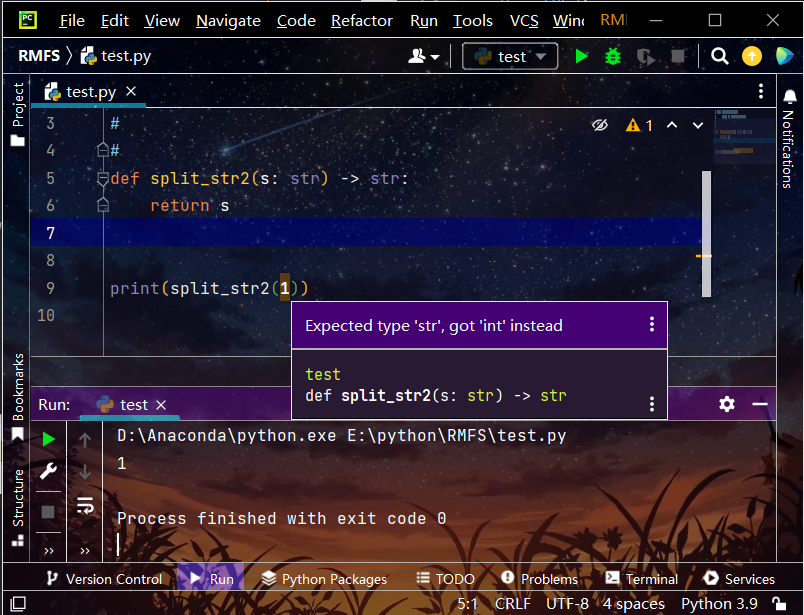 PC File Edit View Navigate Code Refactor Run Tools VCS Wind RMI
RMFS test.py test
Project
test.py
Notifications
3 #
4 #
1
5 def split_str2(s: str) -> str:
6 return s
7
8
9 print(split_str2(1))
10
Expected type 'str', got 'int' instead
test
def split_str2(s: str) -> str
Bookmarks
Structure
Run: test
D:\Anaconda\python.exe E:\python\RMFS\test.py
1
Process finished with exit code 0
Version Control Run Python Packages TODO Problems Terminal Services
5:1 CRLF UTF-8 4 spaces Python 3.9